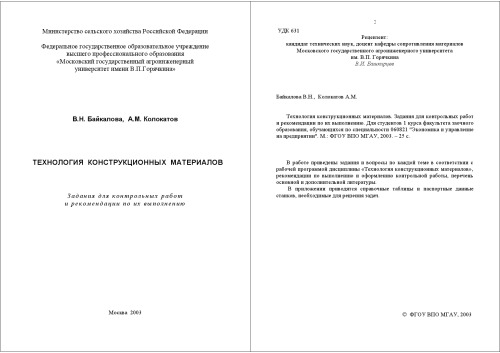 Министерство сельского хозяйства Российской Федерации
Федеральное государственное образовательное учреждение
высшего профессионального образования
«Московский государственный агроинженерный
университет имени В.П.Горячкина»
В.Н. Байкалова, А.М. Колокатов
ТЕХНОЛОГИЯ КОНСТРУКЦИОННЫХ МАТЕРИАЛОВ
Задания для контрольных работ
и рекомендации по их выполнению
Москва 2003
2
УДК 631
Рецензент:
кандидат технических наук, доцент кафедры сопротивления материалов
Московского государственного агроинженерного университета
им. В.П. Горячкина
В.И.
Байкалова В.Н., Колокатов А.М.
Технология конструкционных материалов. Задания для контрольных работ
и рекомендации по их выполнению. Для студентов 1 курса факультета заочного
образования, обучающихся по специальности 060821 "Экономика и управление
на предприятии". М.: ФГОУ ВПО МГАУ, 2003. – 25 с.
В работе приведены задания и вопросы по каждой теме в соответствии с
рабочей программой дисциплины «Технология конструкционных материалов»,
рекомендации по выполнению и оформлению контрольной работы, перечень
основной и дополнительной литературы.
В приложении приводятся справочные таблицы и паспортные данные
станков, необходимые для решения задач.
© ФГОУ ВПО МГАУ, 2003